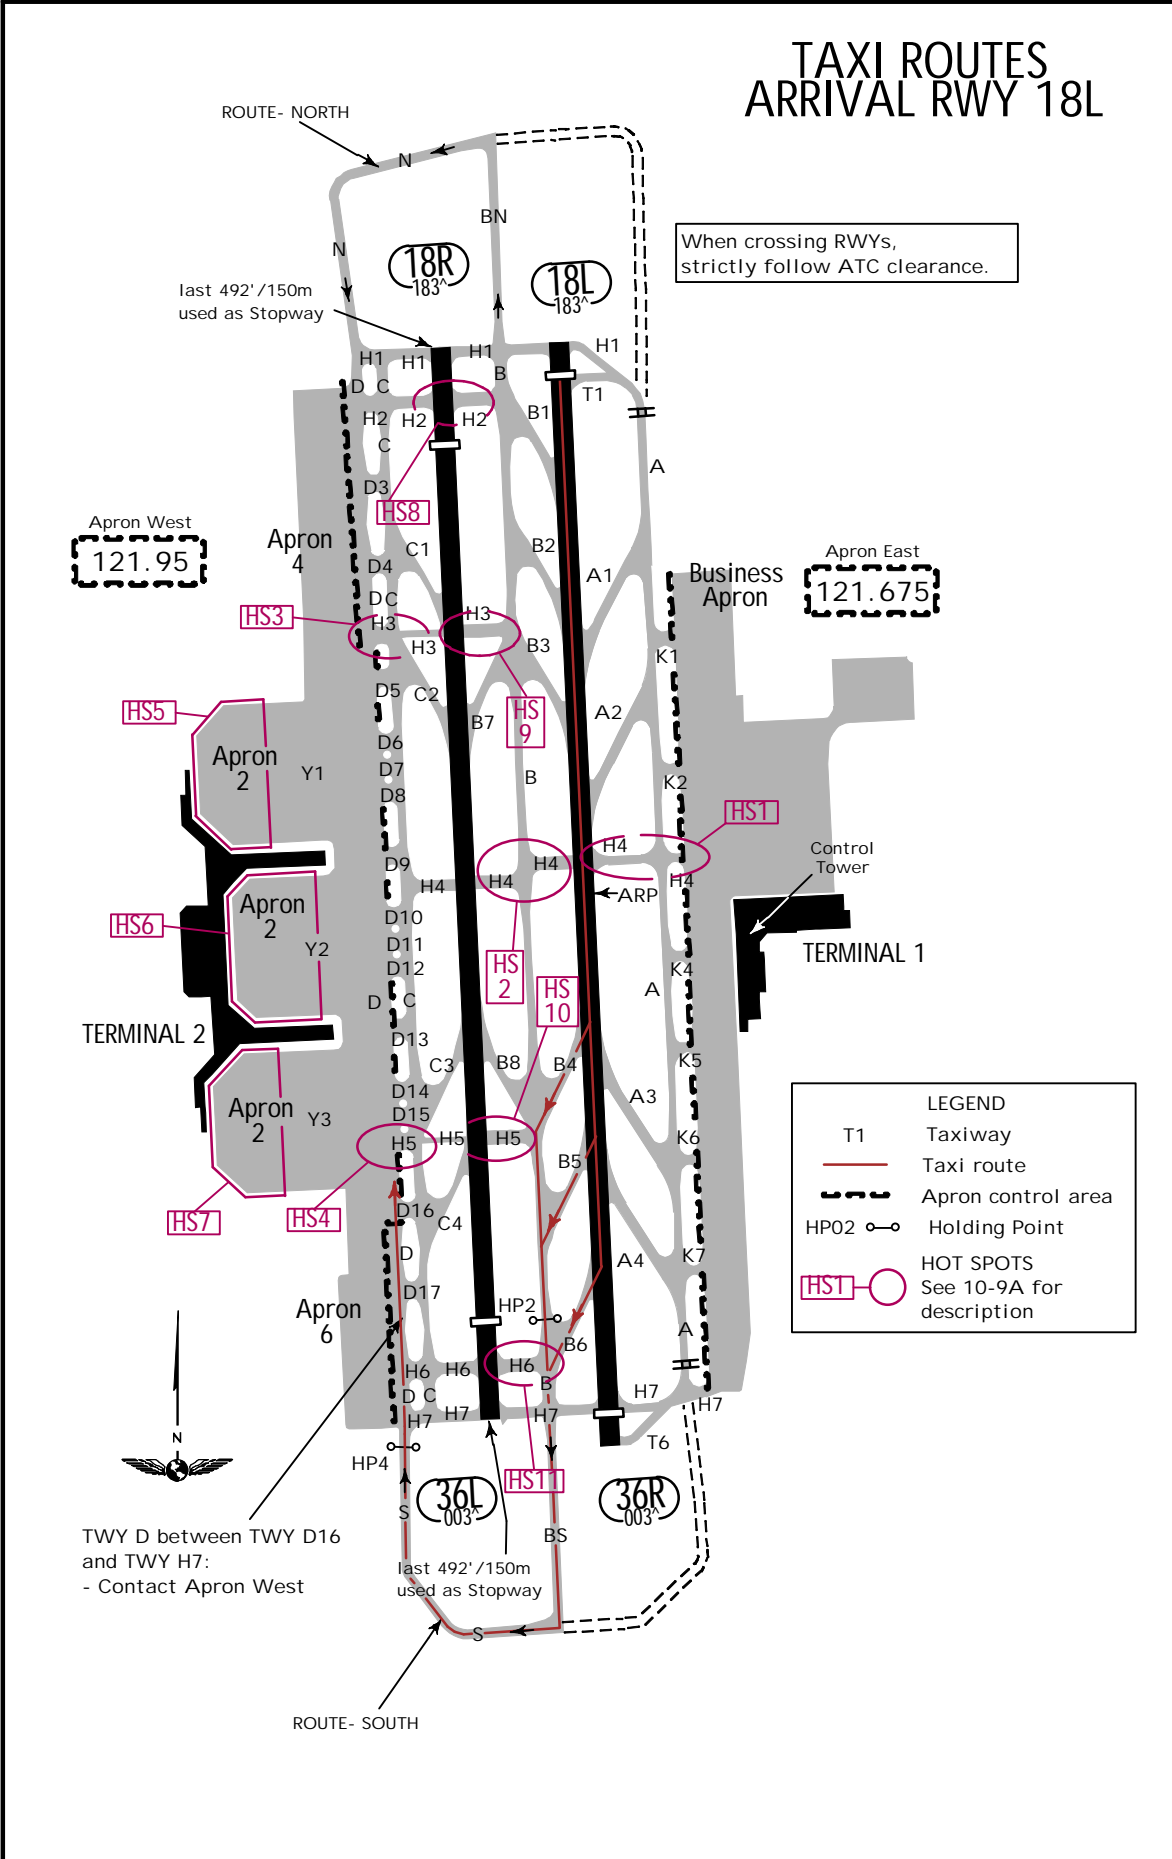 TAXI ROUTES
ARRIVAL RWY 18L
ROUTE- NORTH
N
BN
When crossing RWYs,
strictly follow ATC clearance.
N
18R
183^
18L
183^
last 492'/150m
used as Stopway
H1
H1
H1
H1
B
D C
T1
H2
H2
H2
B1
C
A
D3
HS8
Apron West
121.95
Apron
4
C1
B2
A1
D4
Business
Apron
Apron East
121.675
DC
HS3
H3
H3
H3
B3
K1
D5
C2
HS5
B7
HS
9
A2
D6
Apron
2
Y1
D7
B
K2
D8
HS1
H4
Control
Tower
D9
H4
H4
H4
H4
ARP
Apron
2
D10
HS6
Y2
D11
TERMINAL 1
D12
HS
2
K4
D C
HS
10
A
TERMINAL 2
D13
C3
B8
B4
K5
D14
A3
Apron
2
Y3
D15
H5
H5
H5
K6
LEGEND
T1 Taxiway
Taxi route
Apron control area
HP02 Holding Point
HS1
HOT SPOTS
See 10-9A for
description
B5
HS7
HS4
D16
C4
D
A4
K7
D17
Apron
6
HP2
A
B6
H6
H6
H6
B
D C
H7
H7
H7
H7
H7
T6
N
HP4
HS11
36L
003^
36R
003^
S
BS
TWY D between TWY D16
and TWY H7:
- Contact Apron West
last 492'/150m
used as Stopway
S
ROUTE- SOUTH